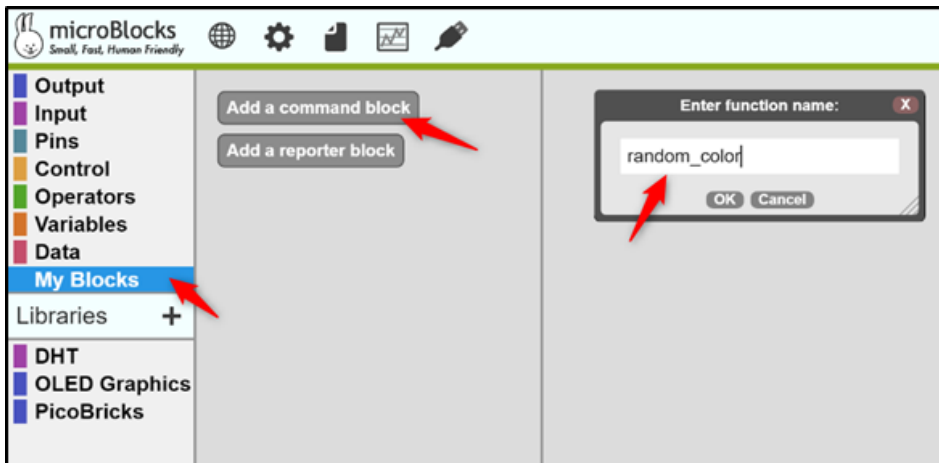 microBlocks
Small, Fast, Human Friendly
Output
Input
Pins
Control
Operators
Variables
Data
My Blocks
Libraries +
DHT
OLED Graphics
PicoBricks
Add a command block
Add a reporter block
Enter function name:
X
random_color
OK Cancel